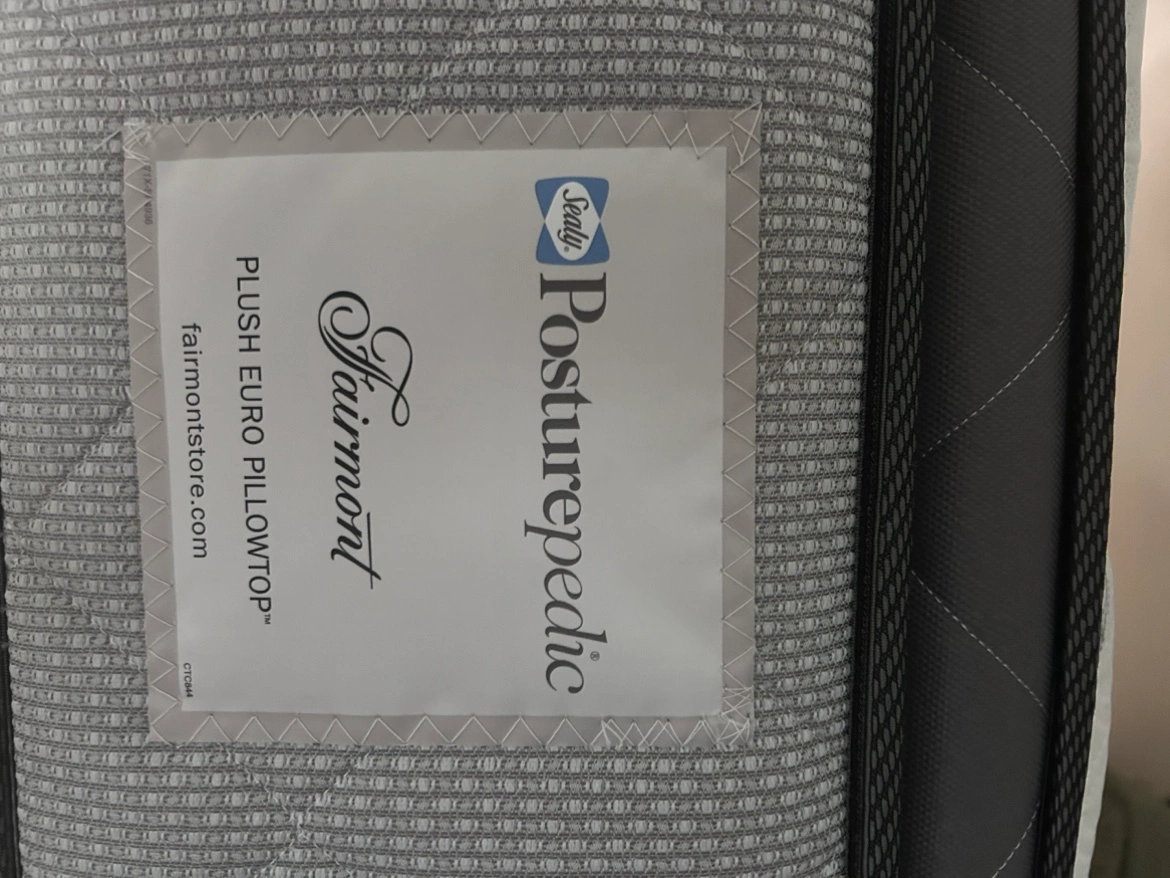 Sealy®
Posturepedic®
Fairmont
PLUSH EURO PILLOWTOP™
fairmontstore.com
CTC644